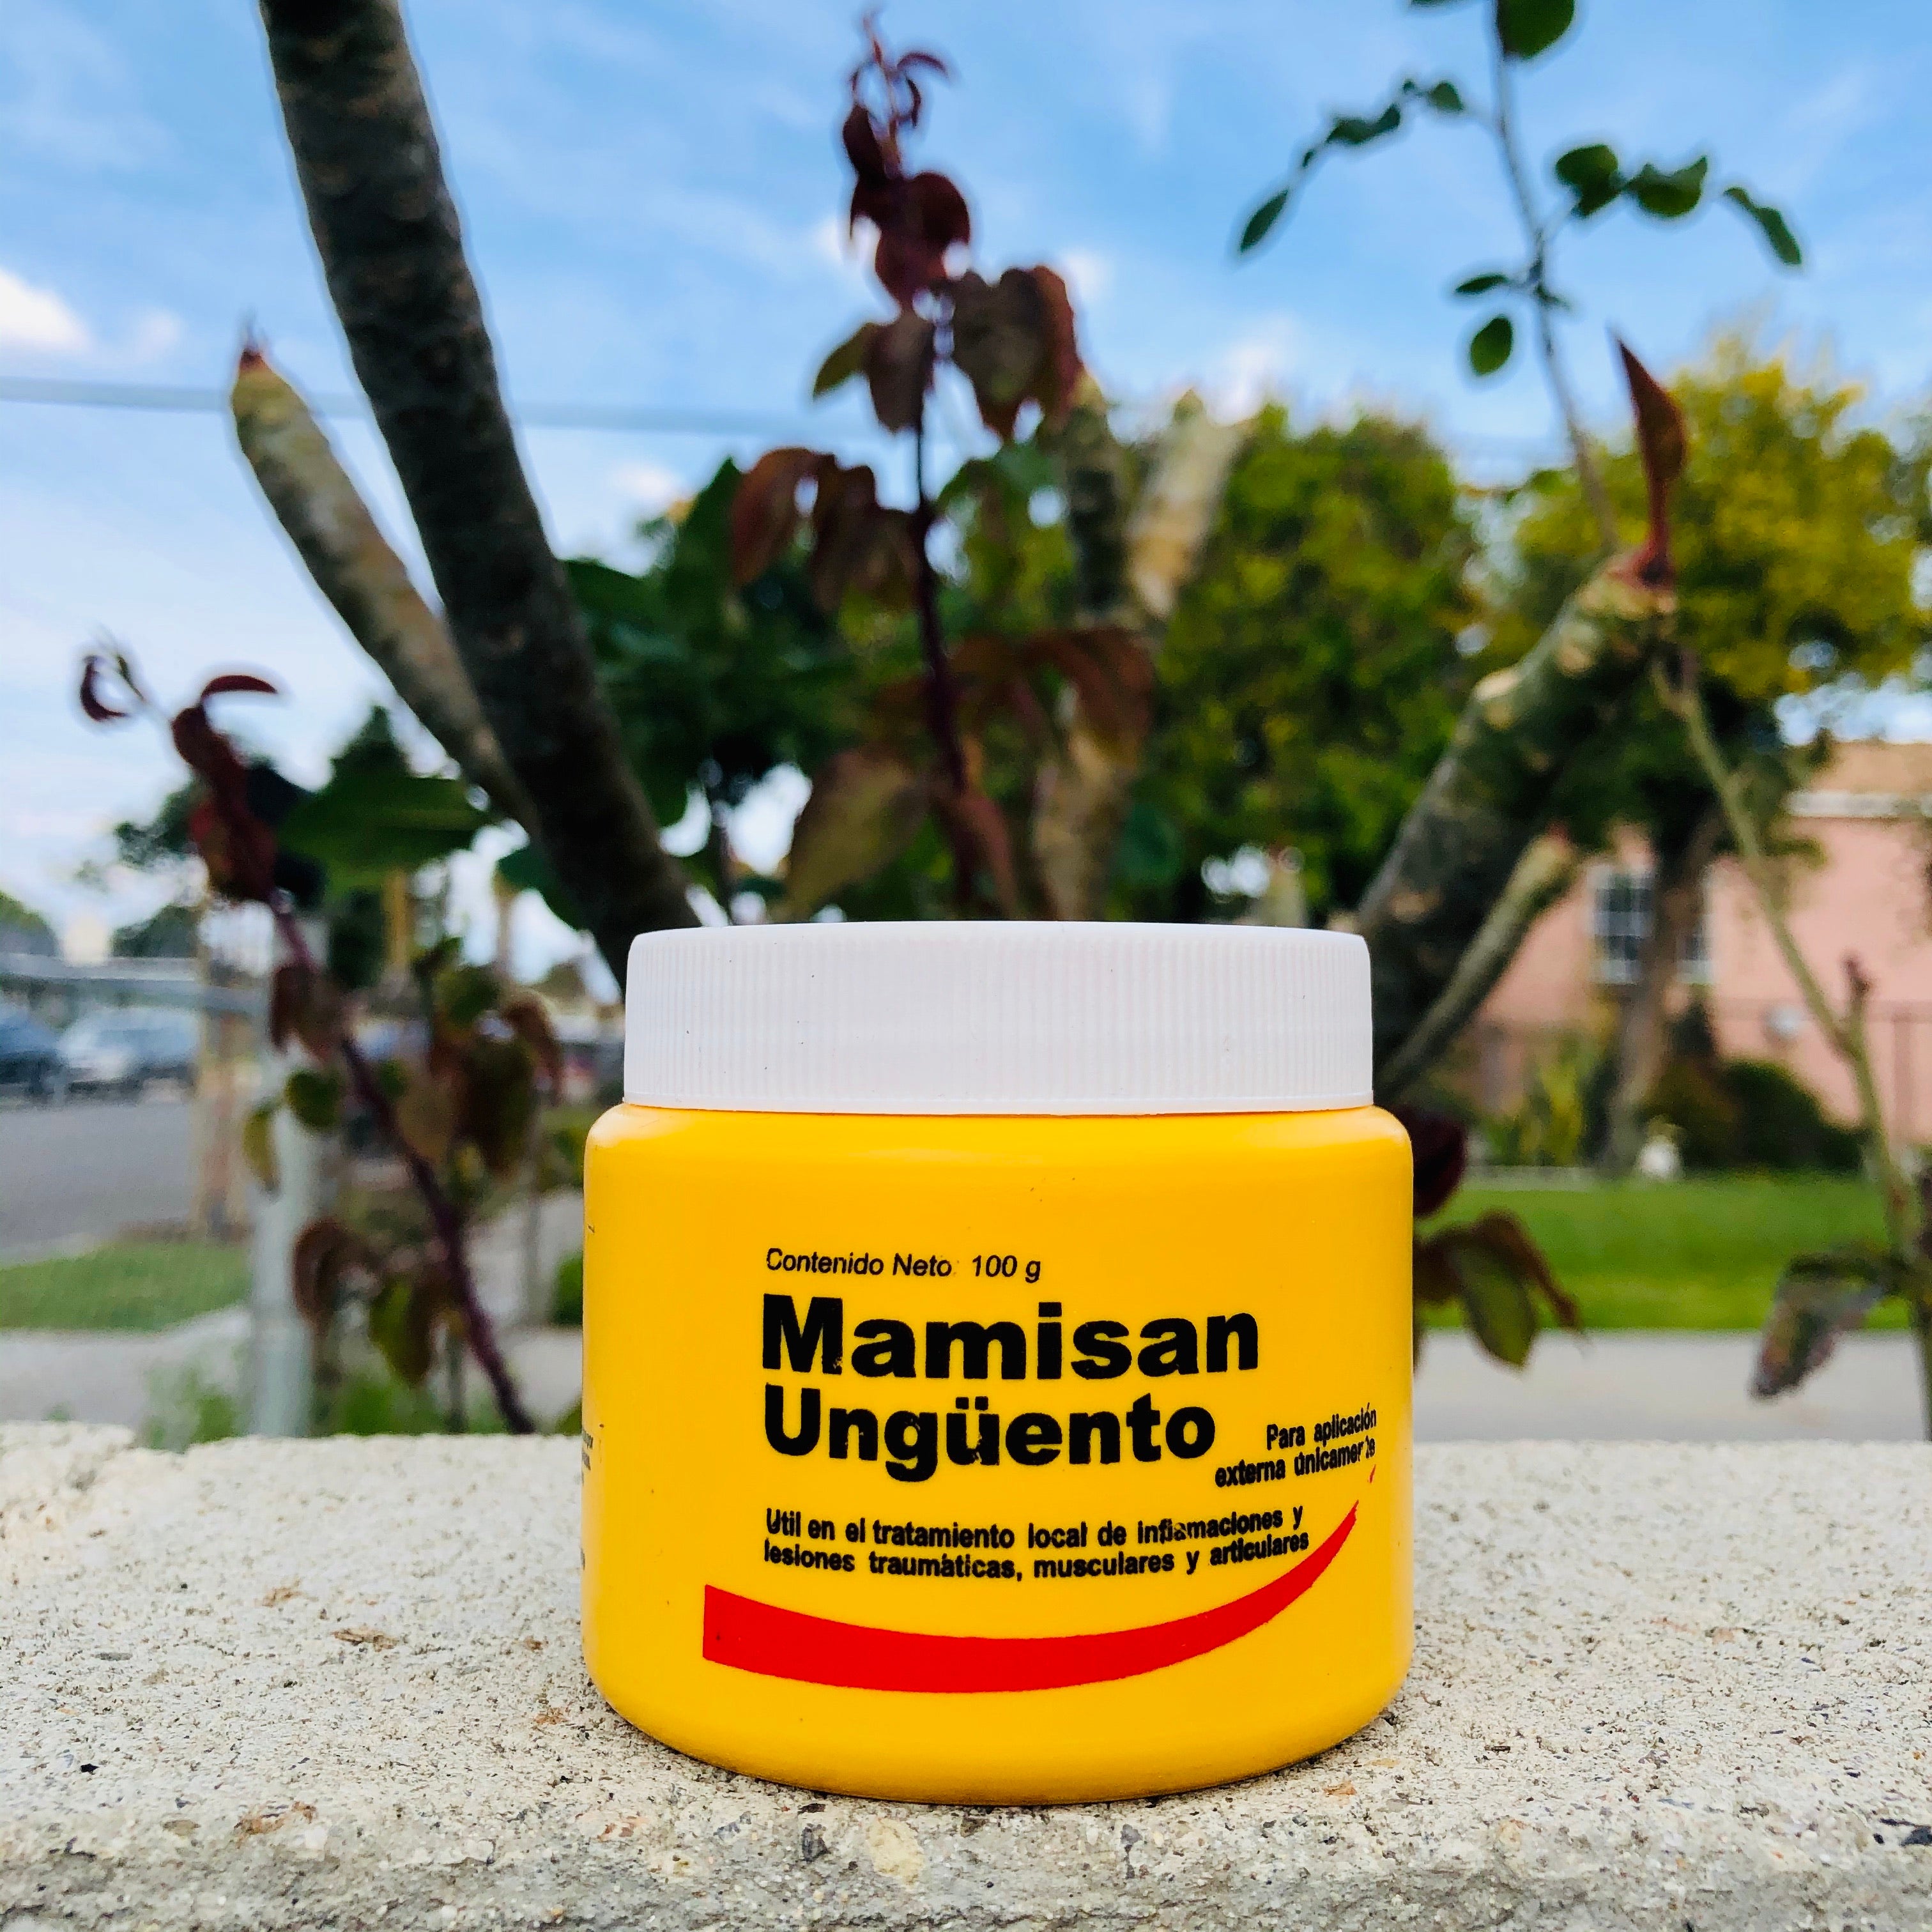 Contenido Neto: 100 g
Mamisan
Ungüento
Para aplicación
externa únicamente
Util en el tratamiento local de inflamaciones y
lesiones traumáticas, musculares y articulares